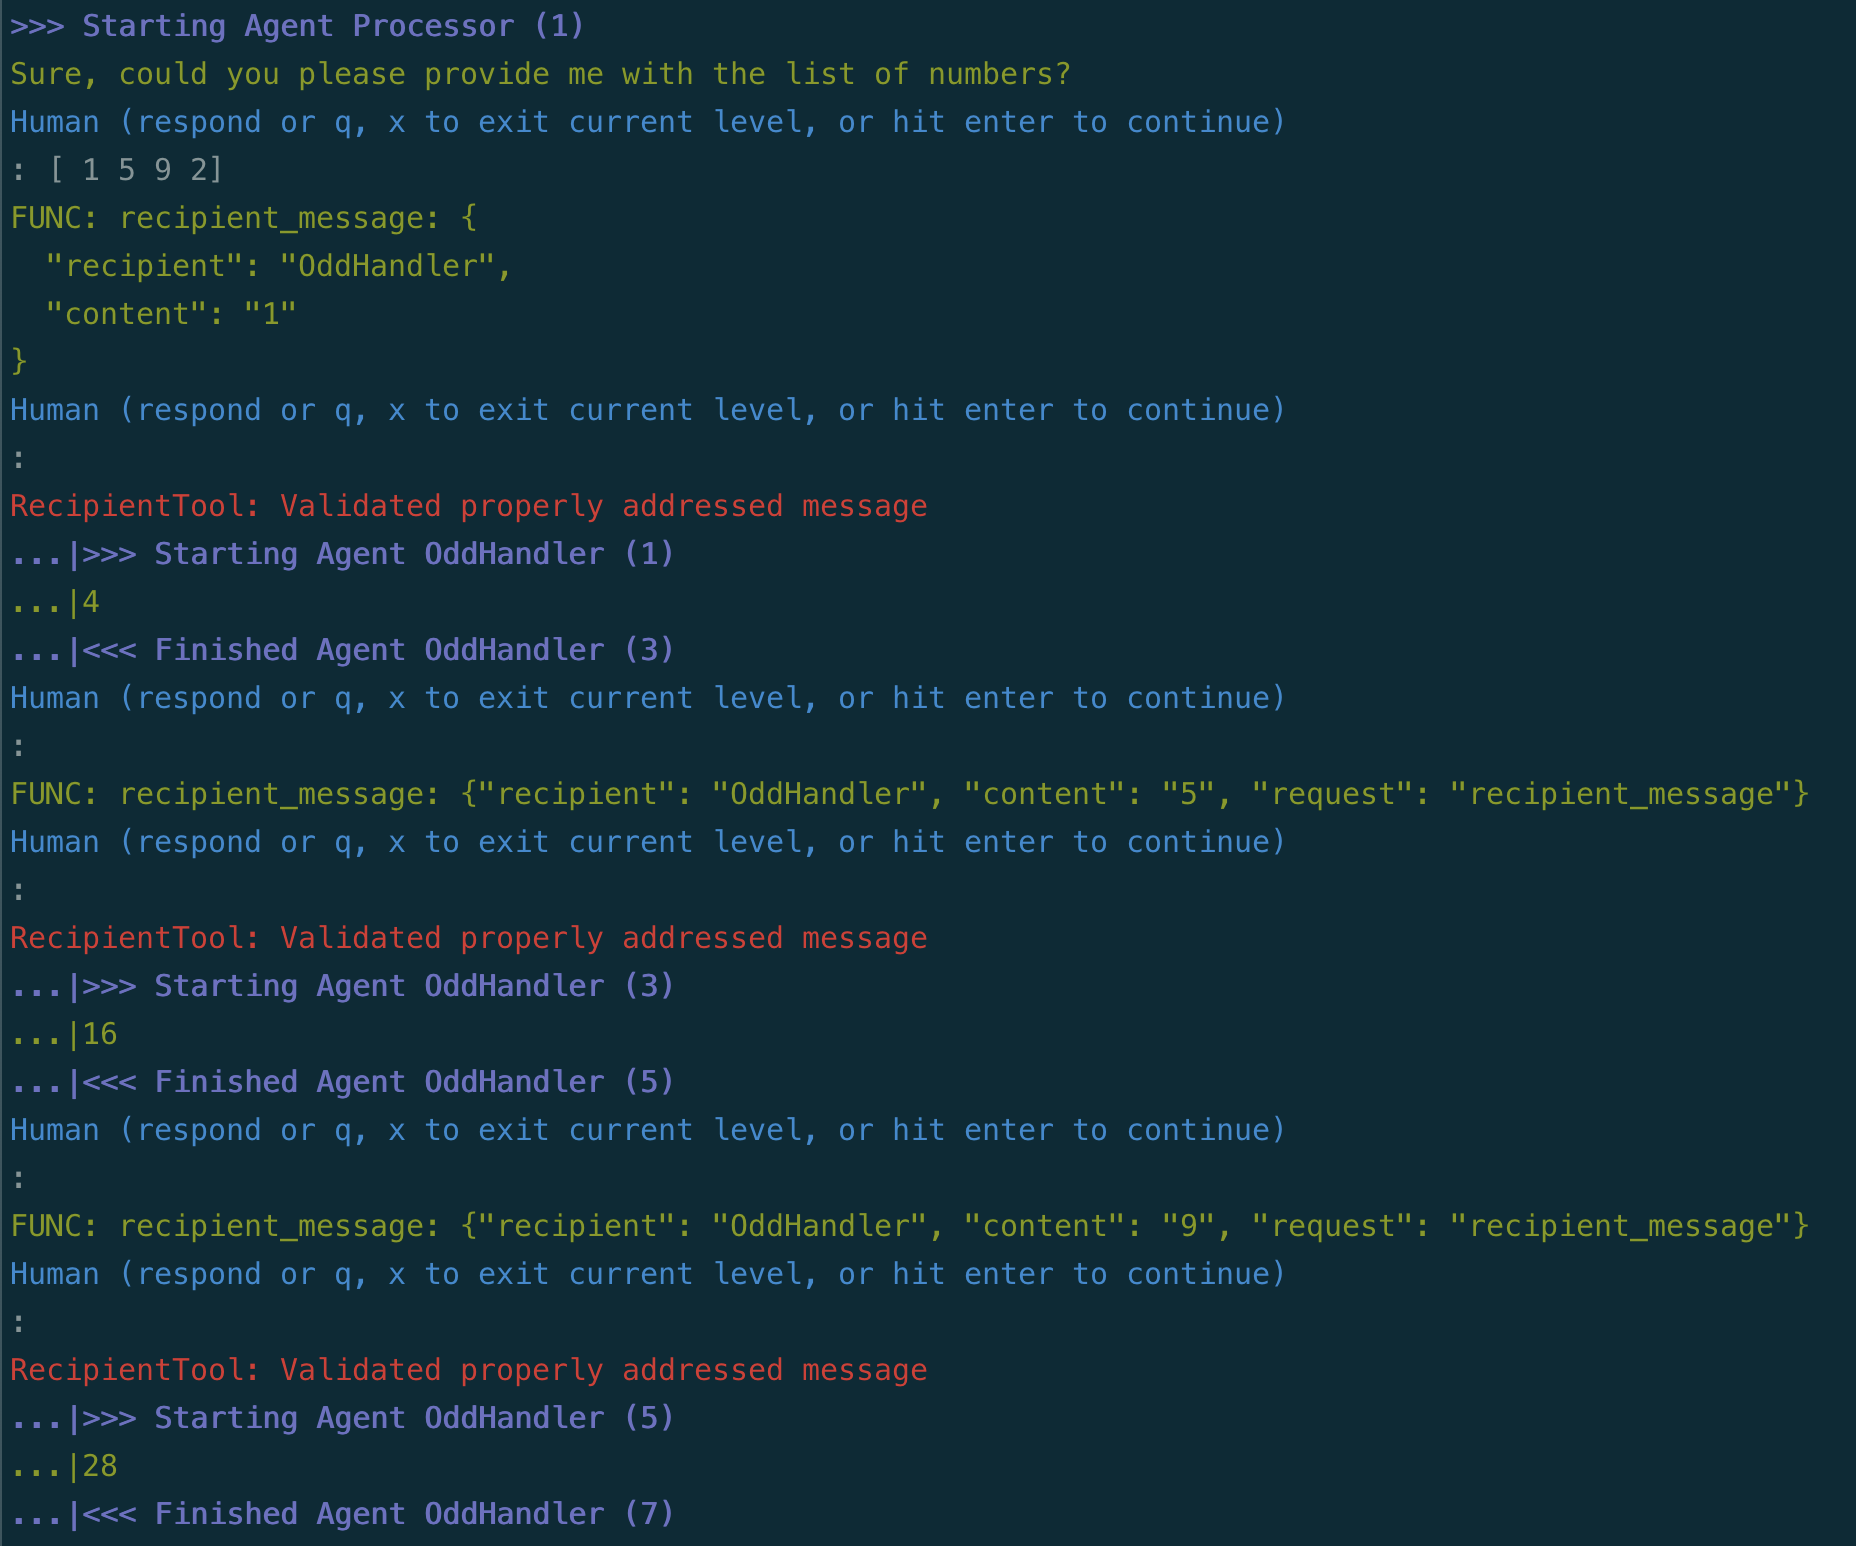 >>> Starting Agent Processor (1)
Sure, could you please provide me with the list of numbers?
Human (respond or q, x to exit current level, or hit enter to continue)
: [ 1 5 9 2]
FUNC: recipient_message: {
  "recipient": "OddHandler",
  "content": "1"
}
Human (respond or q, x to exit current level, or hit enter to continue)
:
RecipientTool: Validated properly addressed message
...|>>> Starting Agent OddHandler (1)
...|4
...|<<< Finished Agent OddHandler (3)
Human (respond or q, x to exit current level, or hit enter to continue)
:
FUNC: recipient_message: {"recipient": "OddHandler", "content": "5", "request": "recipient_message"}
Human (respond or q, x to exit current level, or hit enter to continue)
:
RecipientTool: Validated properly addressed message
...|>>> Starting Agent OddHandler (3)
...|16
...|<<< Finished Agent OddHandler (5)
Human (respond or q, x to exit current level, or hit enter to continue)
:
FUNC: recipient_message: {"recipient": "OddHandler", "content": "9", "request": "recipient_message"}
Human (respond or q, x to exit current level, or hit enter to continue)
:
RecipientTool: Validated properly addressed message
...|>>> Starting Agent OddHandler (5)
...|28
...|<<< Finished Agent OddHandler (7)